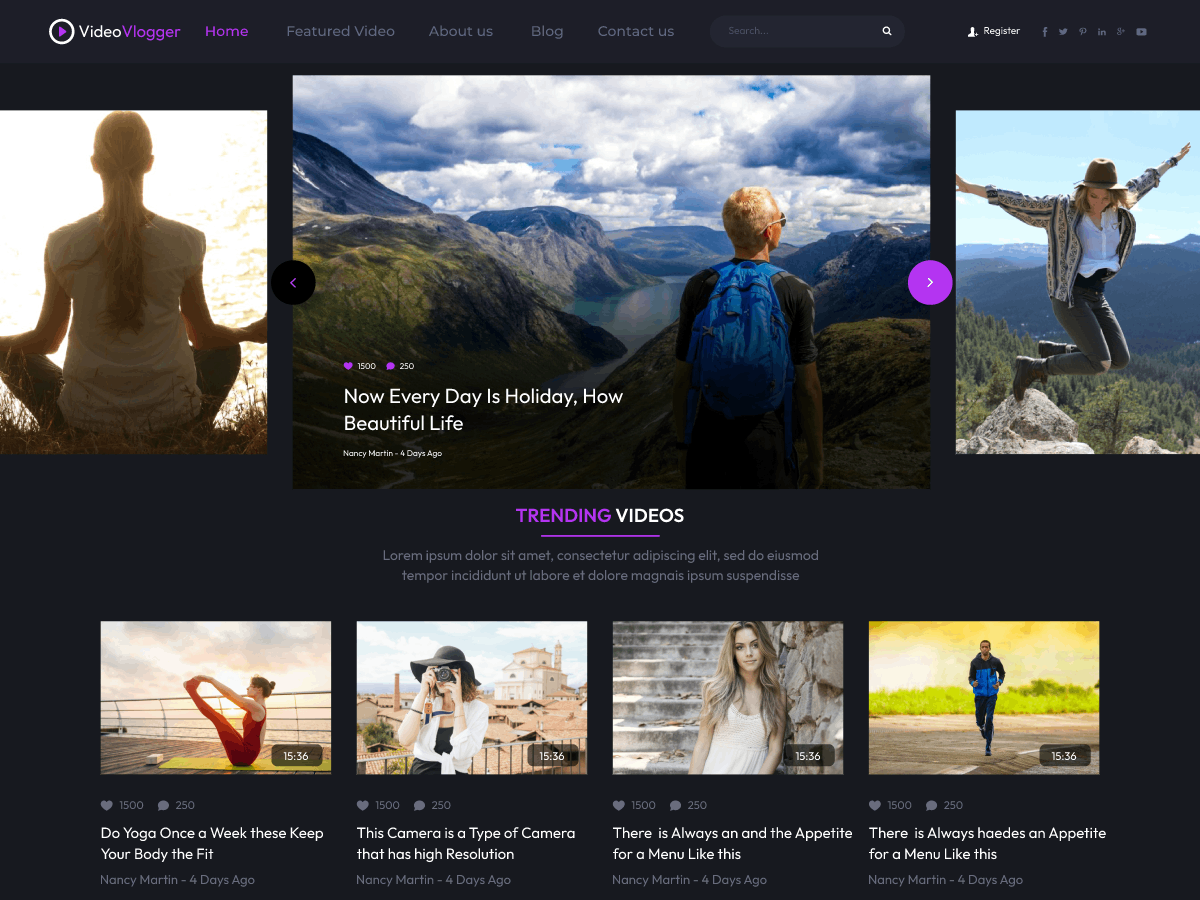 VideoVlogger Home Featured Video About us Blog Contact us Search... Register
1500 250
Now Every Day Is Holiday, How
Beautiful Life
Nancy Martin - 4 Days Ago
TRENDING VIDEOS
Lorem ipsum dolor sit amet, consectetur adipiscing elit, sed do eiusmod
tempor incididunt ut labore et dolore magnais ipsum suspendisse
15:36
1500 250
Do Yoga Once a Week these Keep
Your Body the Fit
Nancy Martin - 4 Days Ago
15:36
1500 250
This Camera is a Type of Camera
that has high Resolution
Nancy Martin - 4 Days Ago
15:36
1500 250
There is Always an and the Appetite
for a Menu Like this
Nancy Martin - 4 Days Ago
15:36
1500 250
There is Always haedes an Appetite
for a Menu Like this
Nancy Martin - 4 Days Ago